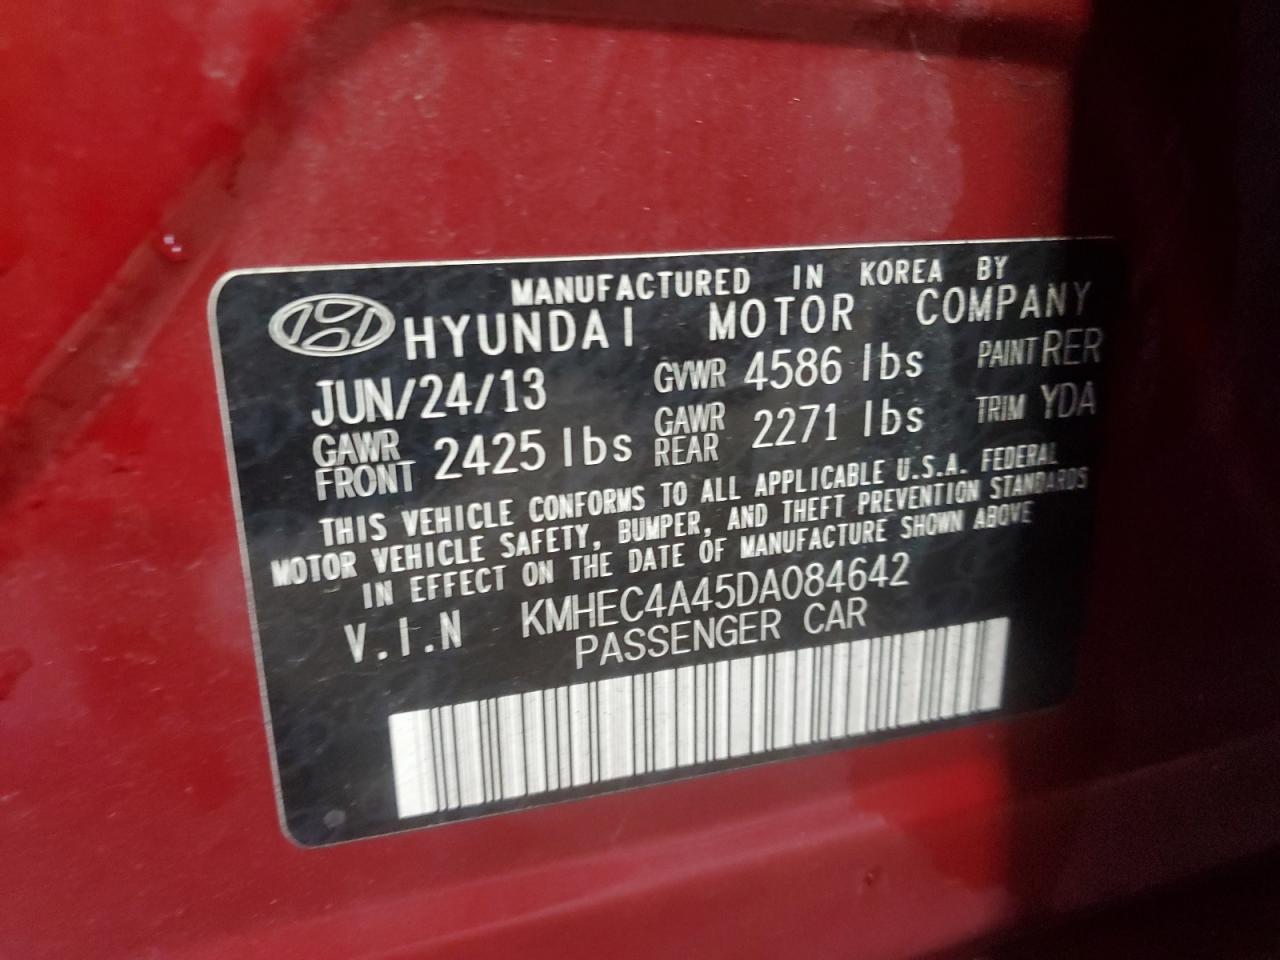 MANUFACTURED IN KOREA BY
HYUNDAI MOTOR COMPANY
JUN/24/13 GVWR 4586 lbs PAINT RER
GAWR FRONT 2425 lbs GAWR REAR 2271 lbs TRIM YDA
THIS VEHICLE CONFORMS TO ALL APPLICABLE U.S.A. FEDERAL
MOTOR VEHICLE SAFETY, BUMPER, AND THEFT PREVENTION STANDARDS
IN EFFECT ON THE DATE OF MANUFACTURE SHOWN ABOVE
V.I.N KMHEC4A45DA084642
PASSENGER CAR